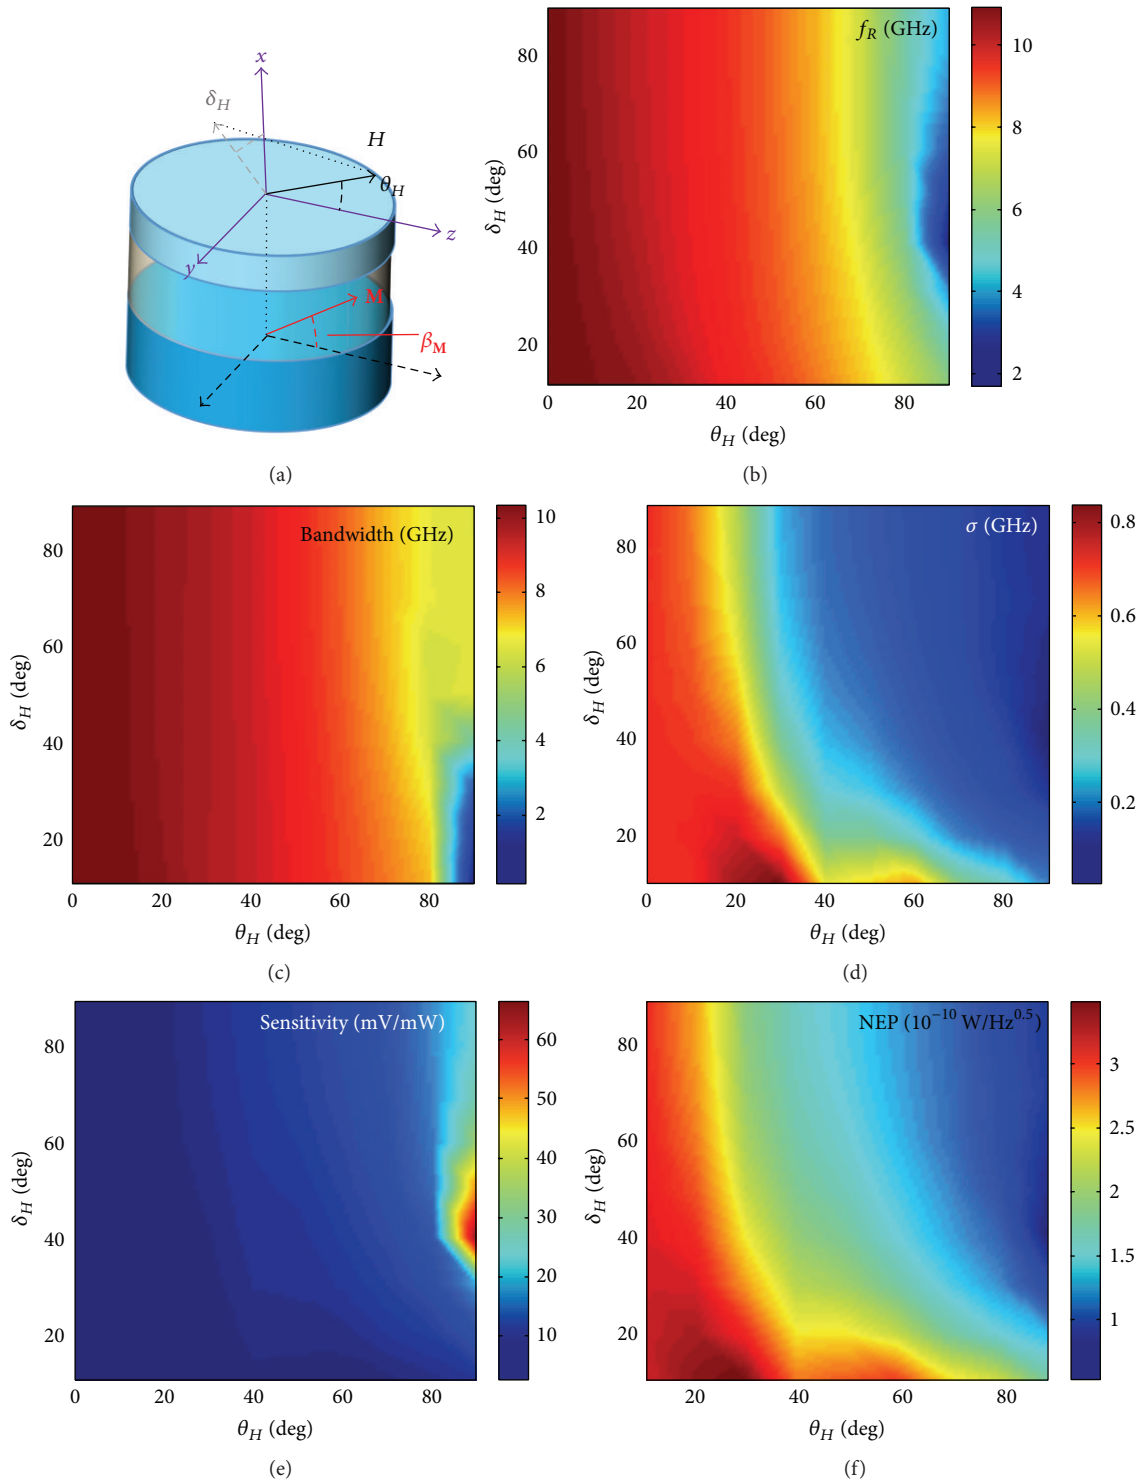 x
δH
H
θH
z
y
M
βM
(a)
fR (GHz)
80
60
40
20
δH (deg)
0 20 40 60 80
θH (deg)
10
8
6
4
2
(b)
Bandwidth (GHz)
80
60
40
20
δH (deg)
0 20 40 60 80
θH (deg)
10
8
6
4
2
(c)
σ (GHz)
80
60
40
20
δH (deg)
0 20 40 60 80
θH (deg)
0.8
0.6
0.4
0.2
(d)
Sensitivity (mV/mW)
80
60
40
20
δH (deg)
0 20 40 60 80
θH (deg)
60
50
40
30
20
10
(e)
NEP (10⁻¹⁰ W/Hz⁰·⁵)
80
60
40
20
δH (deg)
20 40 60 80
θH (deg)
3
2.5
2
1.5
1
(f)